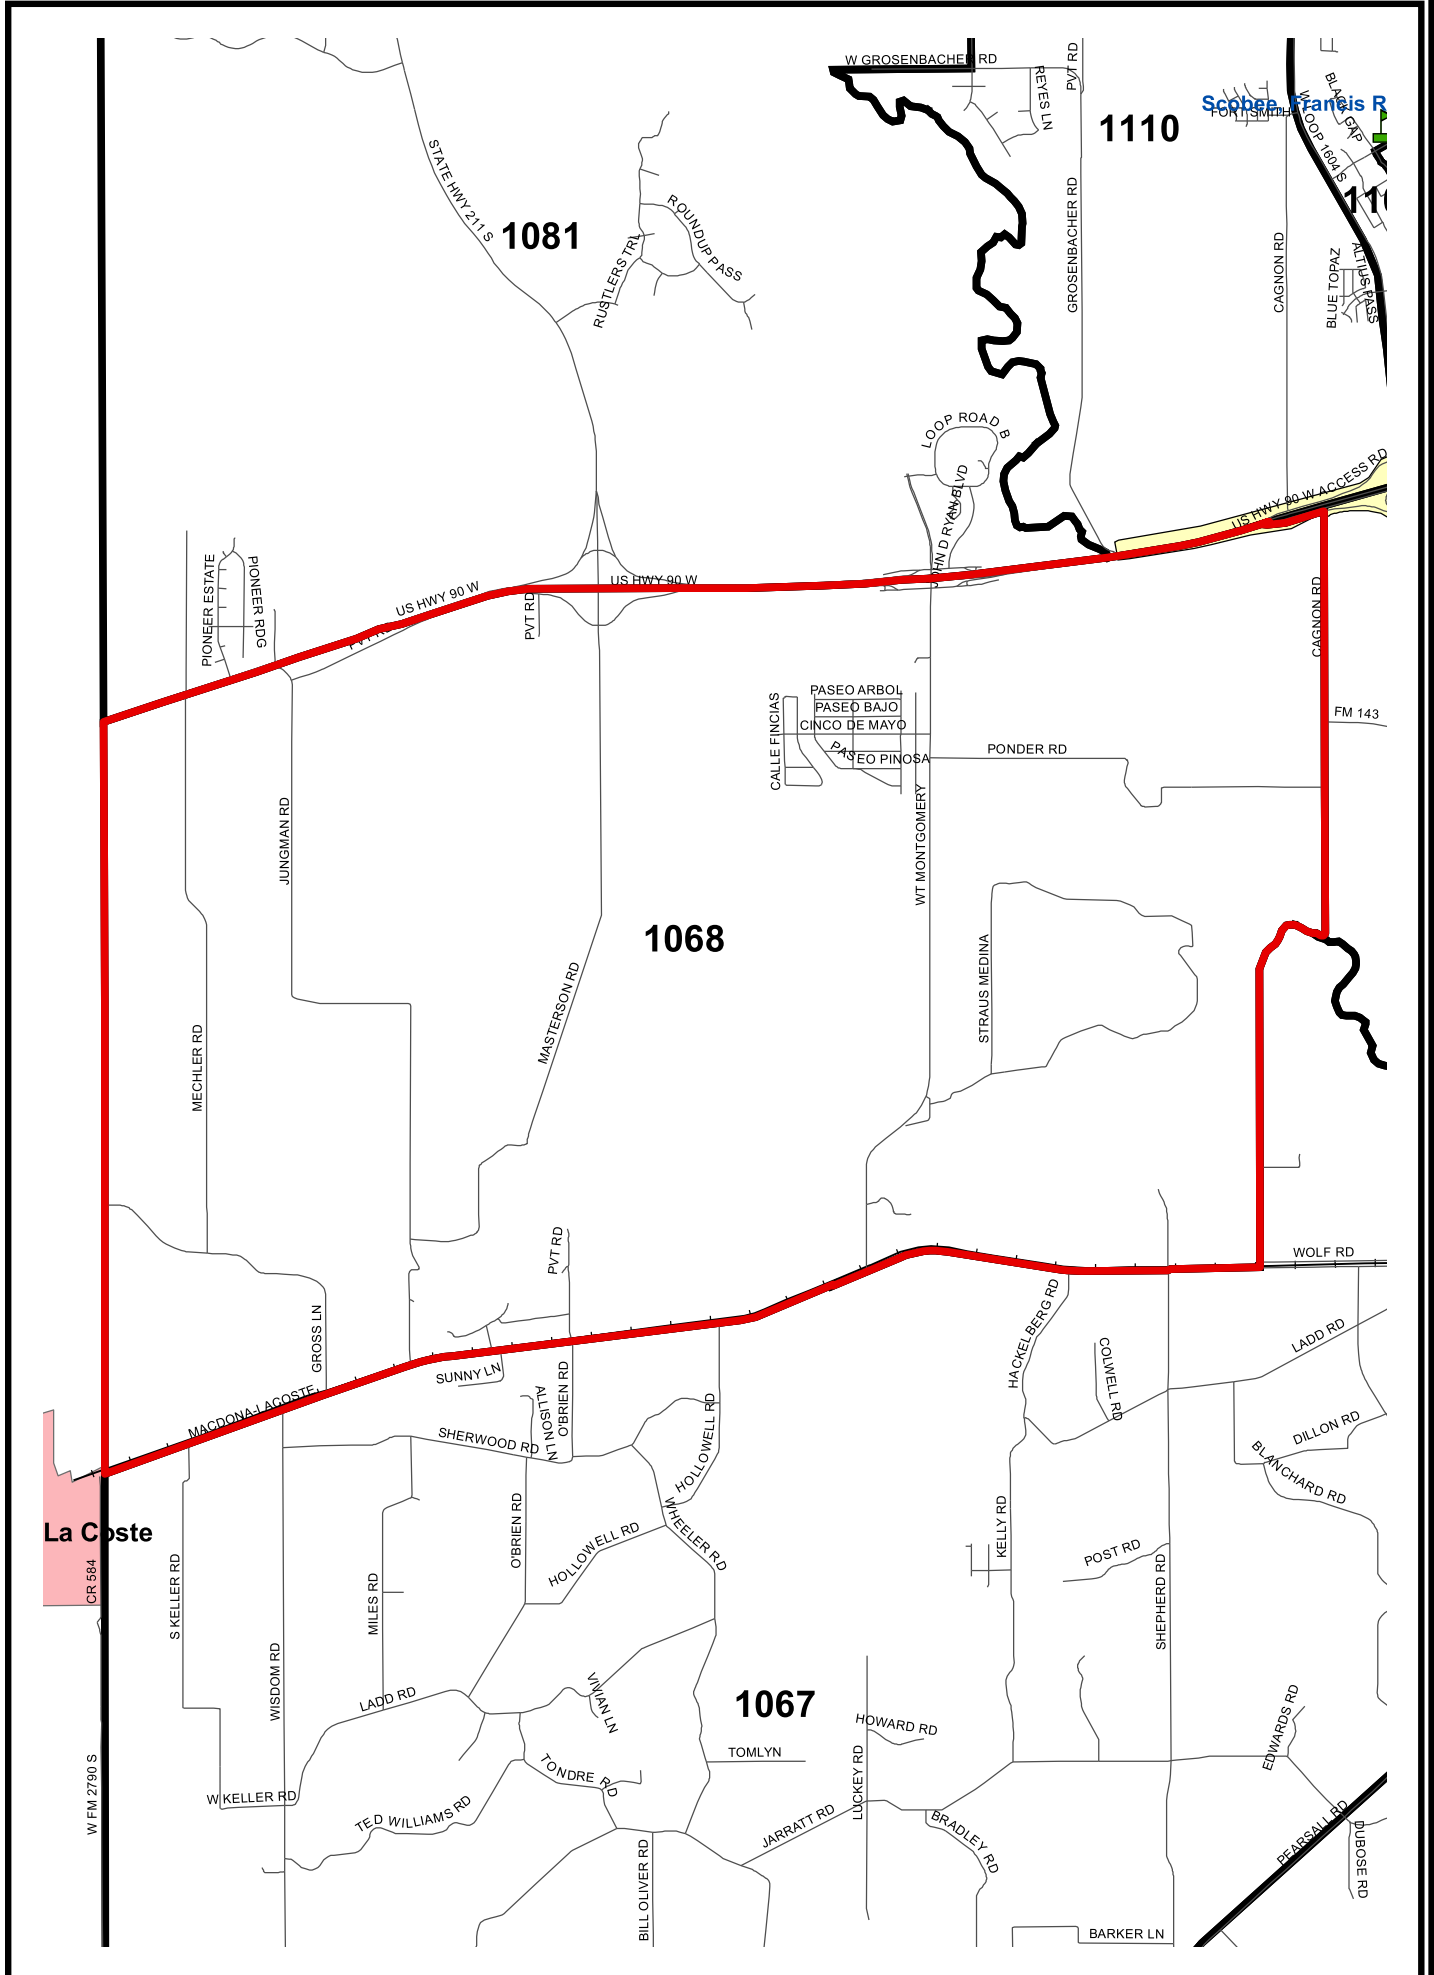 W GROSENBACHER RD
PVT RD
REYES LN
1110
Scobee, Francis R
FORT SMITH
BLACK GAP
W LOOP 1604 S
STATE HWY 211 S
1081
ROUNDUP PASS
RUSTLERS TRL
GROSENBACHER RD
CAGNON RD
BLUE TOPAZ
ALTIUS PASS
LOOP ROAD B
JOHN D RYAN BLVD
US HWY 90 W ACCESS RD
PIONEER ESTATE
PIONEER RDG
US HWY 90 W
PVT RD
US HWY 90 W
CAGNON RD
PASEO ARBOL
PASEO BAJO
CINCO DE MAYO
PASEO PINOSA
CALLE FINCIAS
FM 143
PONDER RD
JUNGMAN RD
WT MONTGOMERY
1068
STRAUS MEDINA
MASTERSON RD
MECHLER RD
PVT RD
WOLF RD
GROSS LN
HACKELBERG RD
LADD RD
COLWELL RD
SUNNY LN
MACDONA-LACOSTE
ALLISON LN
O'BRIEN RD
SHERWOOD RD
HOLLOWELL RD
DILLON RD
BLANCHARD RD
La Coste
CR 584
S KELLER RD
O'BRIEN RD
HOLLOWELL RD
WHEELER RD
KELLY RD
POST RD
SHEPHERD RD
MILES RD
WISDOM RD
LADD RD
VIVIAN LN
1067
HOWARD RD
EDWARDS RD
TOMLYN
TONDRE RD
LUCKEY RD
W FM 2790 S
W KELLER RD
TED WILLIAMS RD
JARRATT RD
BRADLEY RD
PEARSALL RD
DUBOSE RD
BILL OLIVER RD
BARKER LN